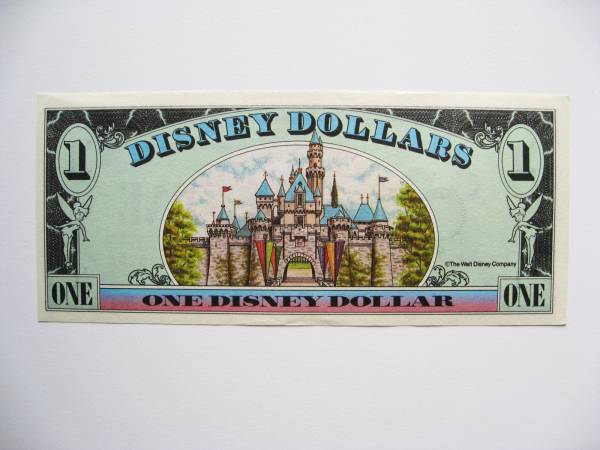 DISNEY DOLLARS
1
1
©The Walt Disney Company
ONE
ONE DISNEY DOLLAR
ONE